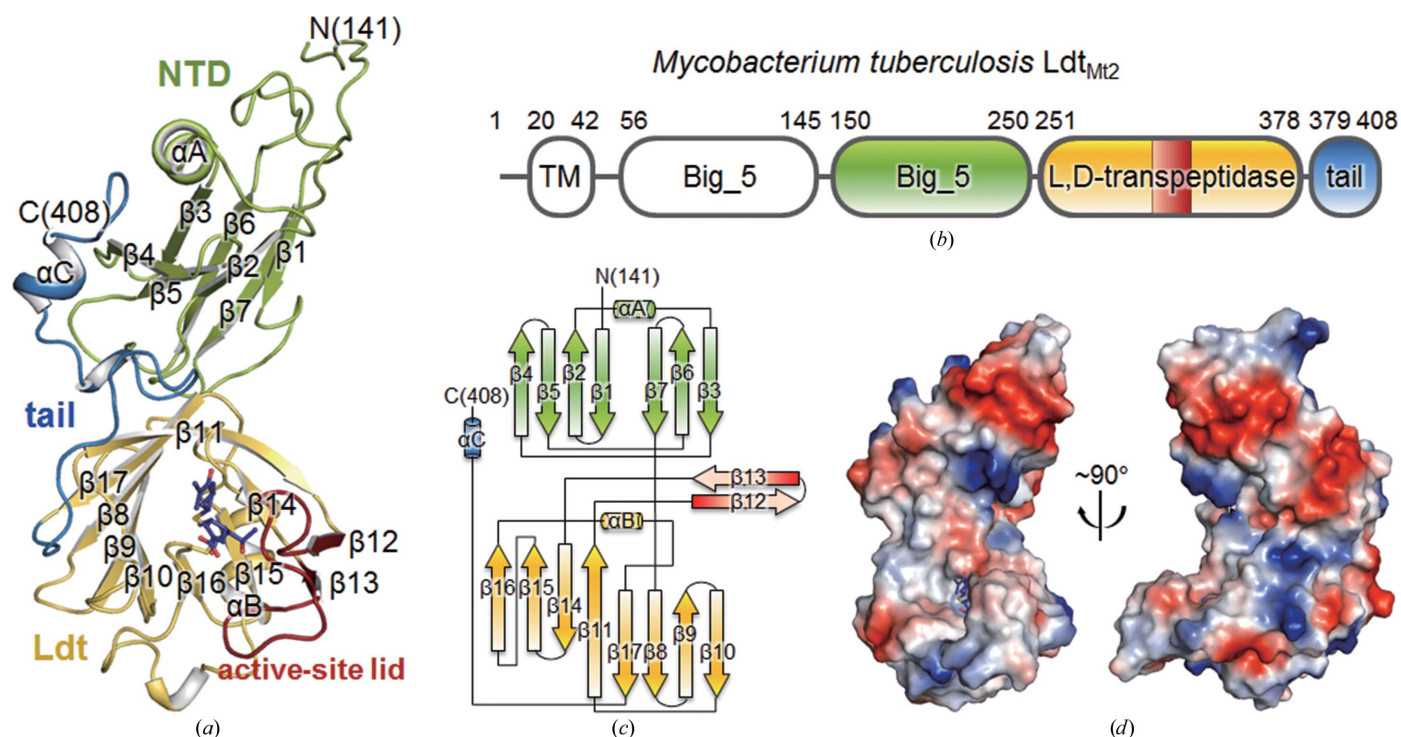 N(141)
NTD
αA
C(408)
β3
β6
αC
β4
β2
β1
β5
β7
tail
β11
β17
β14
β8
β12
β9
β13
β10
β16
β15
αB
Ldt
active-site lid
(a)
Mycobacterium tuberculosis LdtMt2
1 20 42 56 145 150 250 251 378 379 408
TM Big_5 Big_5 L,D-transpeptidase tail
(b)
N(141)
αA
β4 β5 β2 β1 β7 β6 β3
C(408)
αC
β13
β12
αB
β16 β15 β14 β11 β17 β8 β9 β10
(c)
~90°
(d)